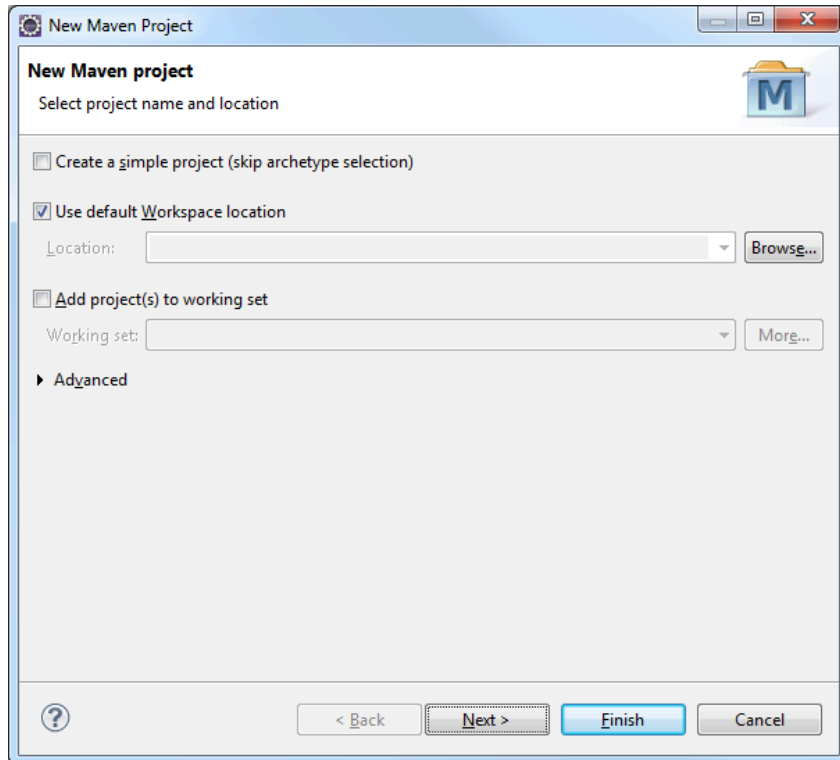 New Maven Project
New Maven project
Select project name and location
M
Create a simple project (skip archetype selection)
Use default Workspace location
Location: Browse...
Add project(s) to working set
Working set: More...
Advanced
? < Back Next > Finish Cancel